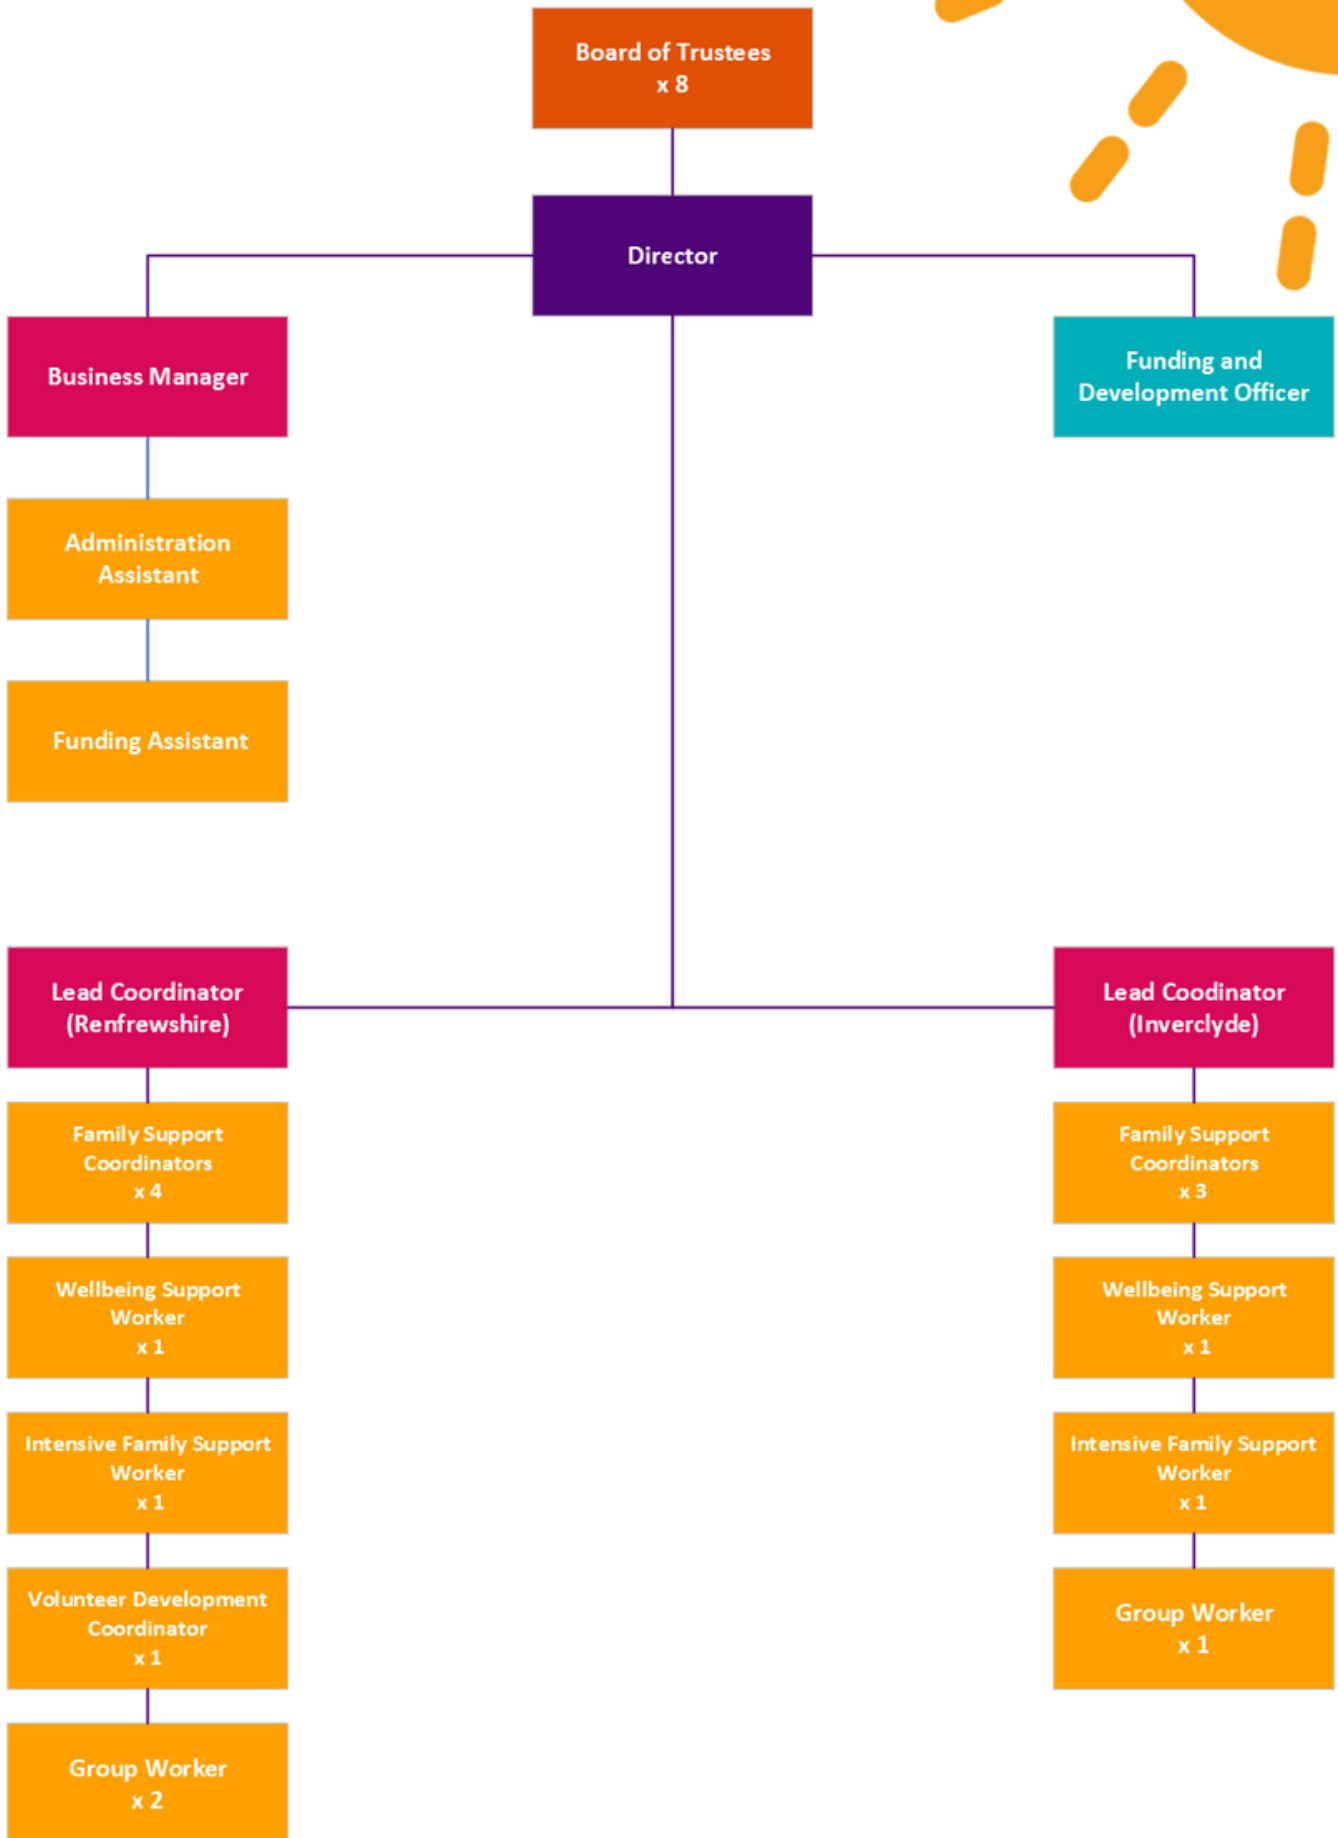 Board of Trustees
x 8
Director
Business Manager
Funding and
Development Officer
Administration
Assistant
Funding Assistant
Lead Coordinator
(Renfrewshire)
Lead Coodinator
(Inverclyde)
Family Support
Coordinators
x 4
Family Support
Coordinators
x 3
Wellbeing Support
Worker
x 1
Wellbeing Support
Worker
x 1
Intensive Family Support
Worker
x 1
Intensive Family Support
Worker
x 1
Volunteer Development
Coordinator
x 1
Group Worker
x 1
Group Worker
x 2